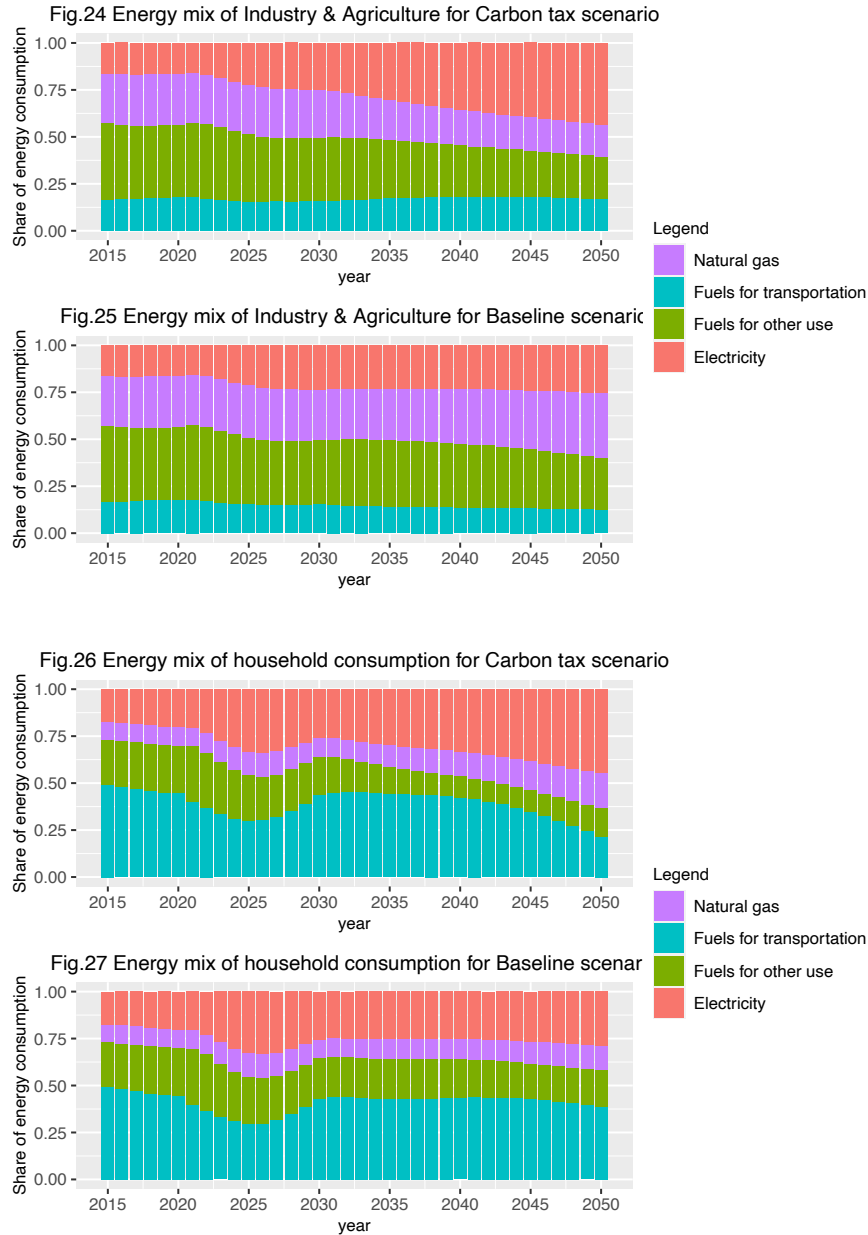 Fig.24 Energy mix of Industry & Agriculture for Carbon tax scenario
1.00
0.75
0.50
0.25
0.00
Share of energy consumption
2015 2020 2025 2030 2035 2040 2045 2050
year
Fig.25 Energy mix of Industry & Agriculture for Baseline scenario
1.00
0.75
0.50
0.25
0.00
Share of energy consumption
2015 2020 2025 2030 2035 2040 2045 2050
year
Legend
Natural gas
Fuels for transportation
Fuels for other use
Electricity
Fig.26 Energy mix of household consumption for Carbon tax scenario
1.00
0.75
0.50
0.25
0.00
Share of energy consumption
2015 2020 2025 2030 2035 2040 2045 2050
year
Fig.27 Energy mix of household consumption for Baseline scenar
1.00
0.75
0.50
0.25
0.00
Share of energy consumption
2015 2020 2025 2030 2035 2040 2045 2050
year
Legend
Natural gas
Fuels for transportation
Fuels for other use
Electricity